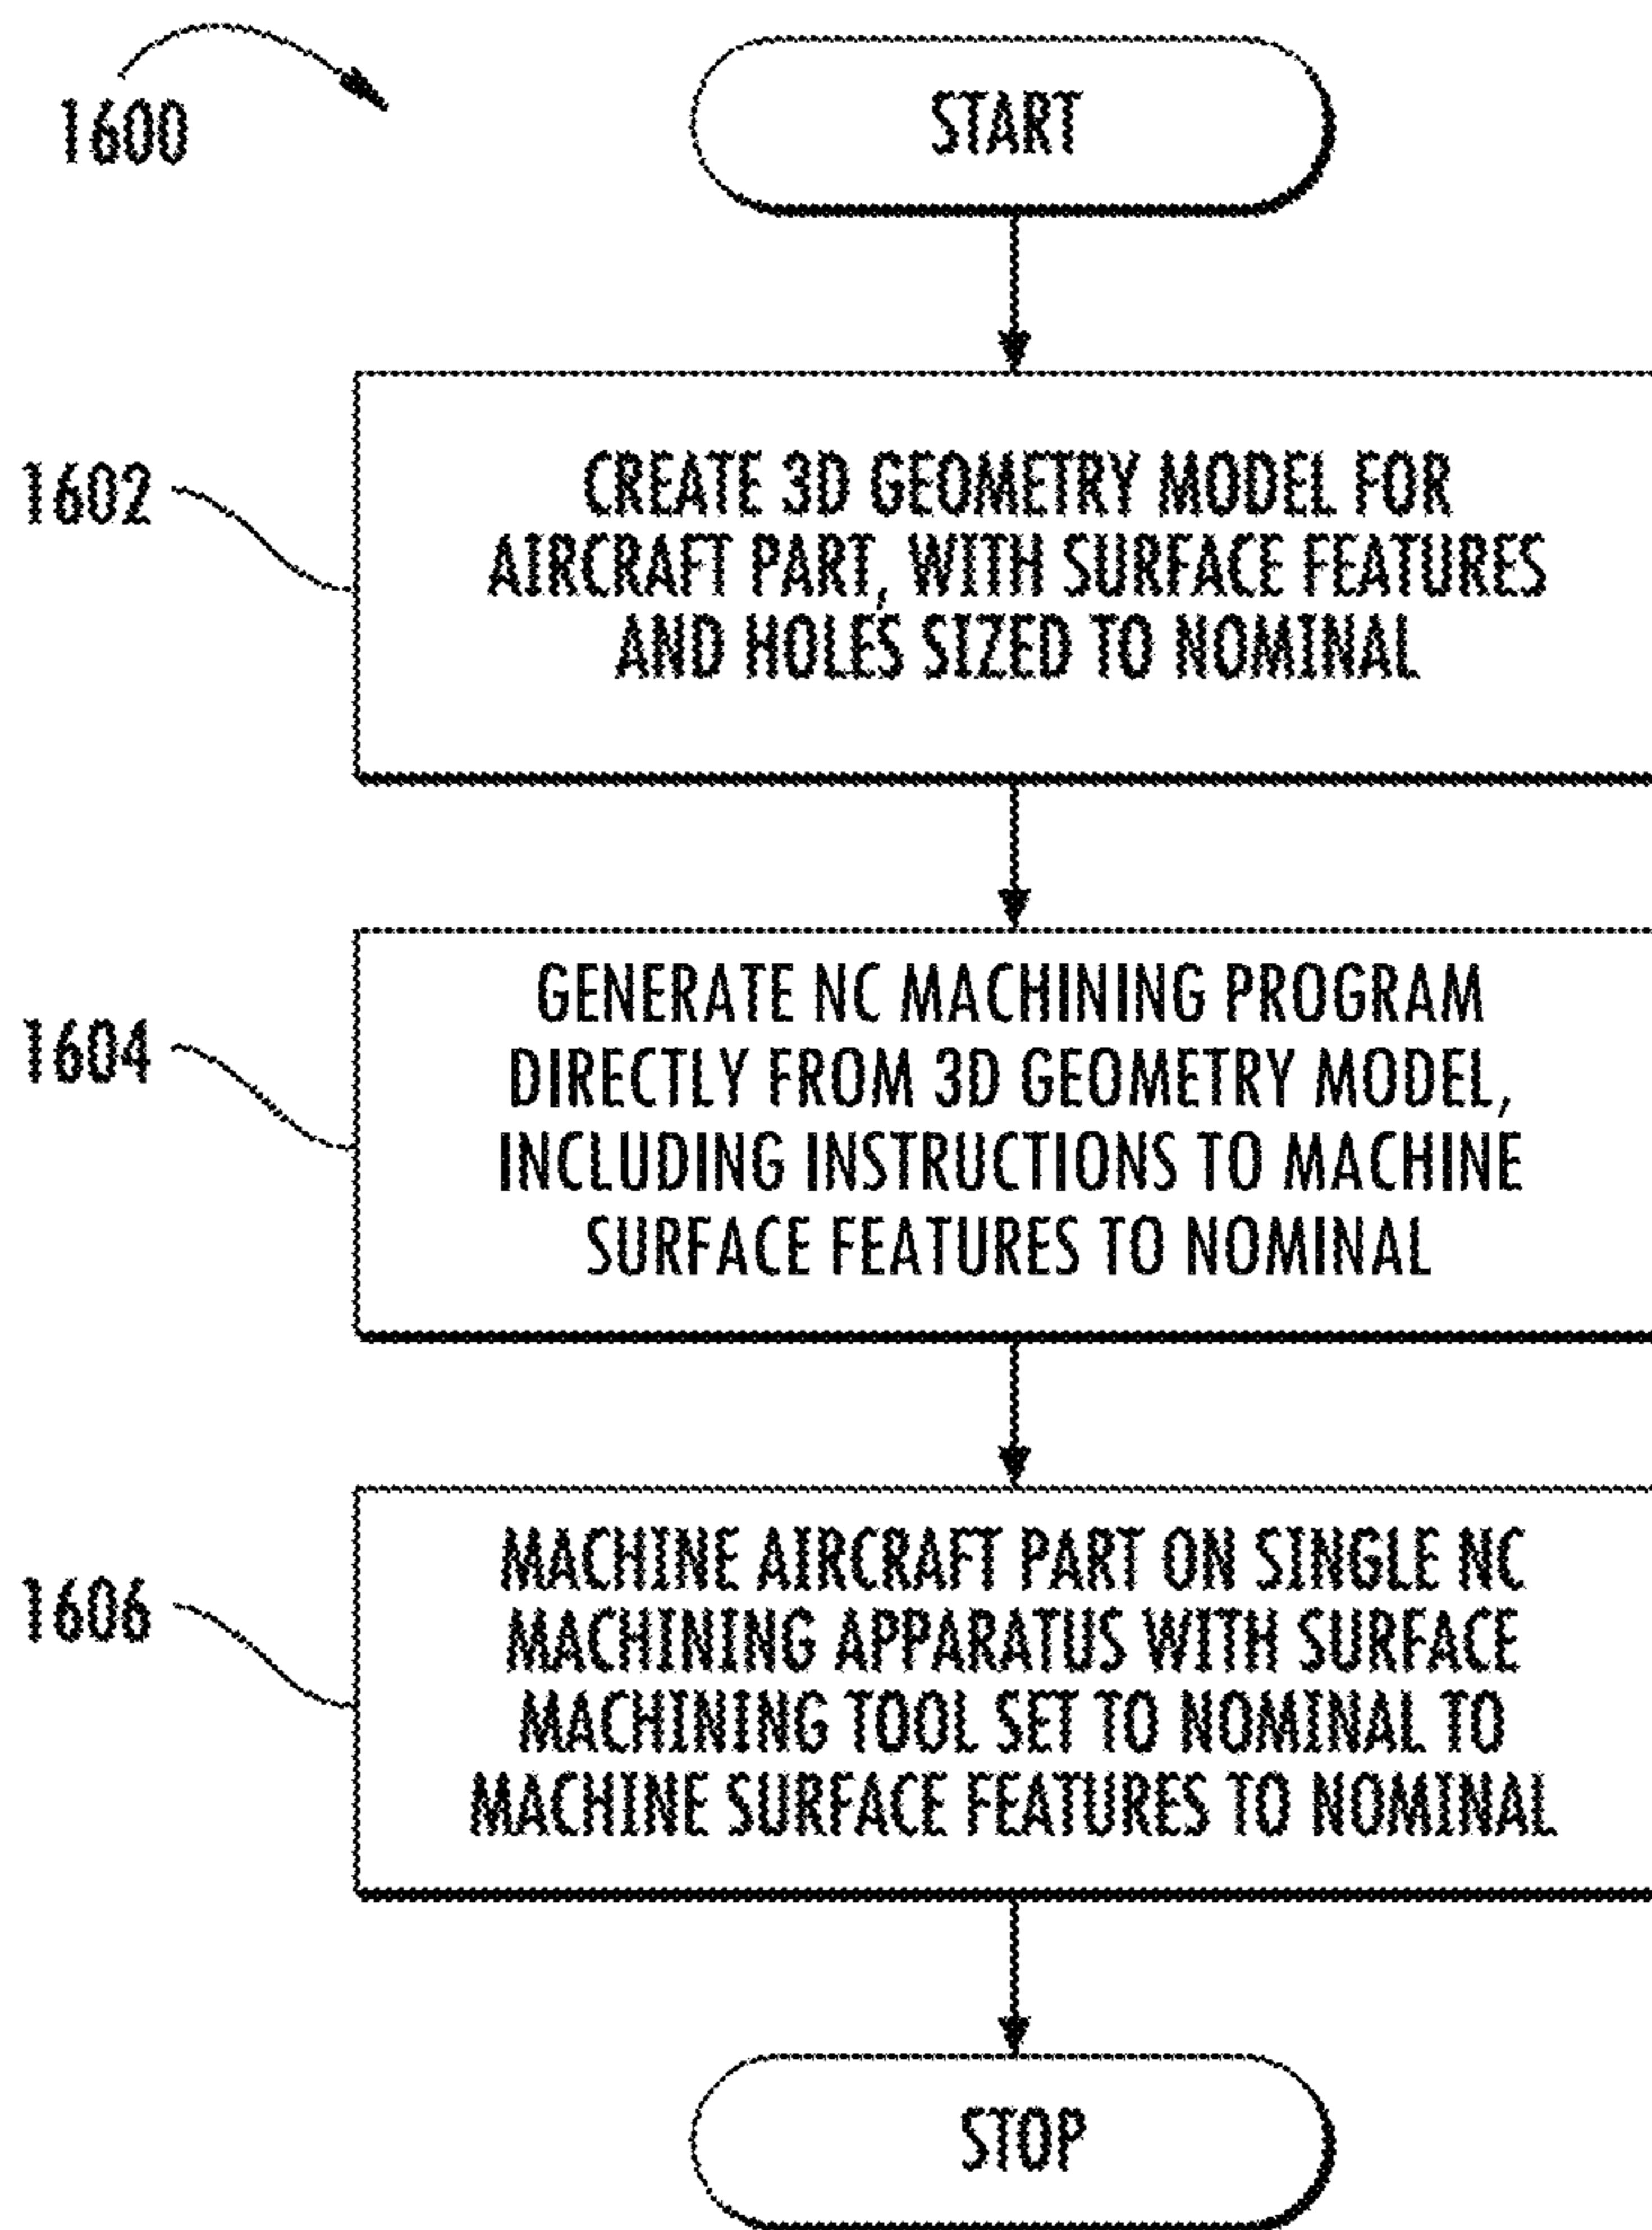 1600
START
1602
CREATE 3D GEOMETRY MODEL FOR
AIRCRAFT PART, WITH SURFACE FEATURES
AND HOLES SIZED TO NOMINAL
1604
GENERATE NC MACHINING PROGRAM
DIRECTLY FROM 3D GEOMETRY MODEL,
INCLUDING INSTRUCTIONS TO MACHINE
SURFACE FEATURES TO NOMINAL
1606
MACHINE AIRCRAFT PART ON SINGLE NC
MACHINING APPARATUS WITH SURFACE
MACHINING TOOL SET TO NOMINAL TO
MACHINE SURFACE FEATURES TO NOMINAL
STOP